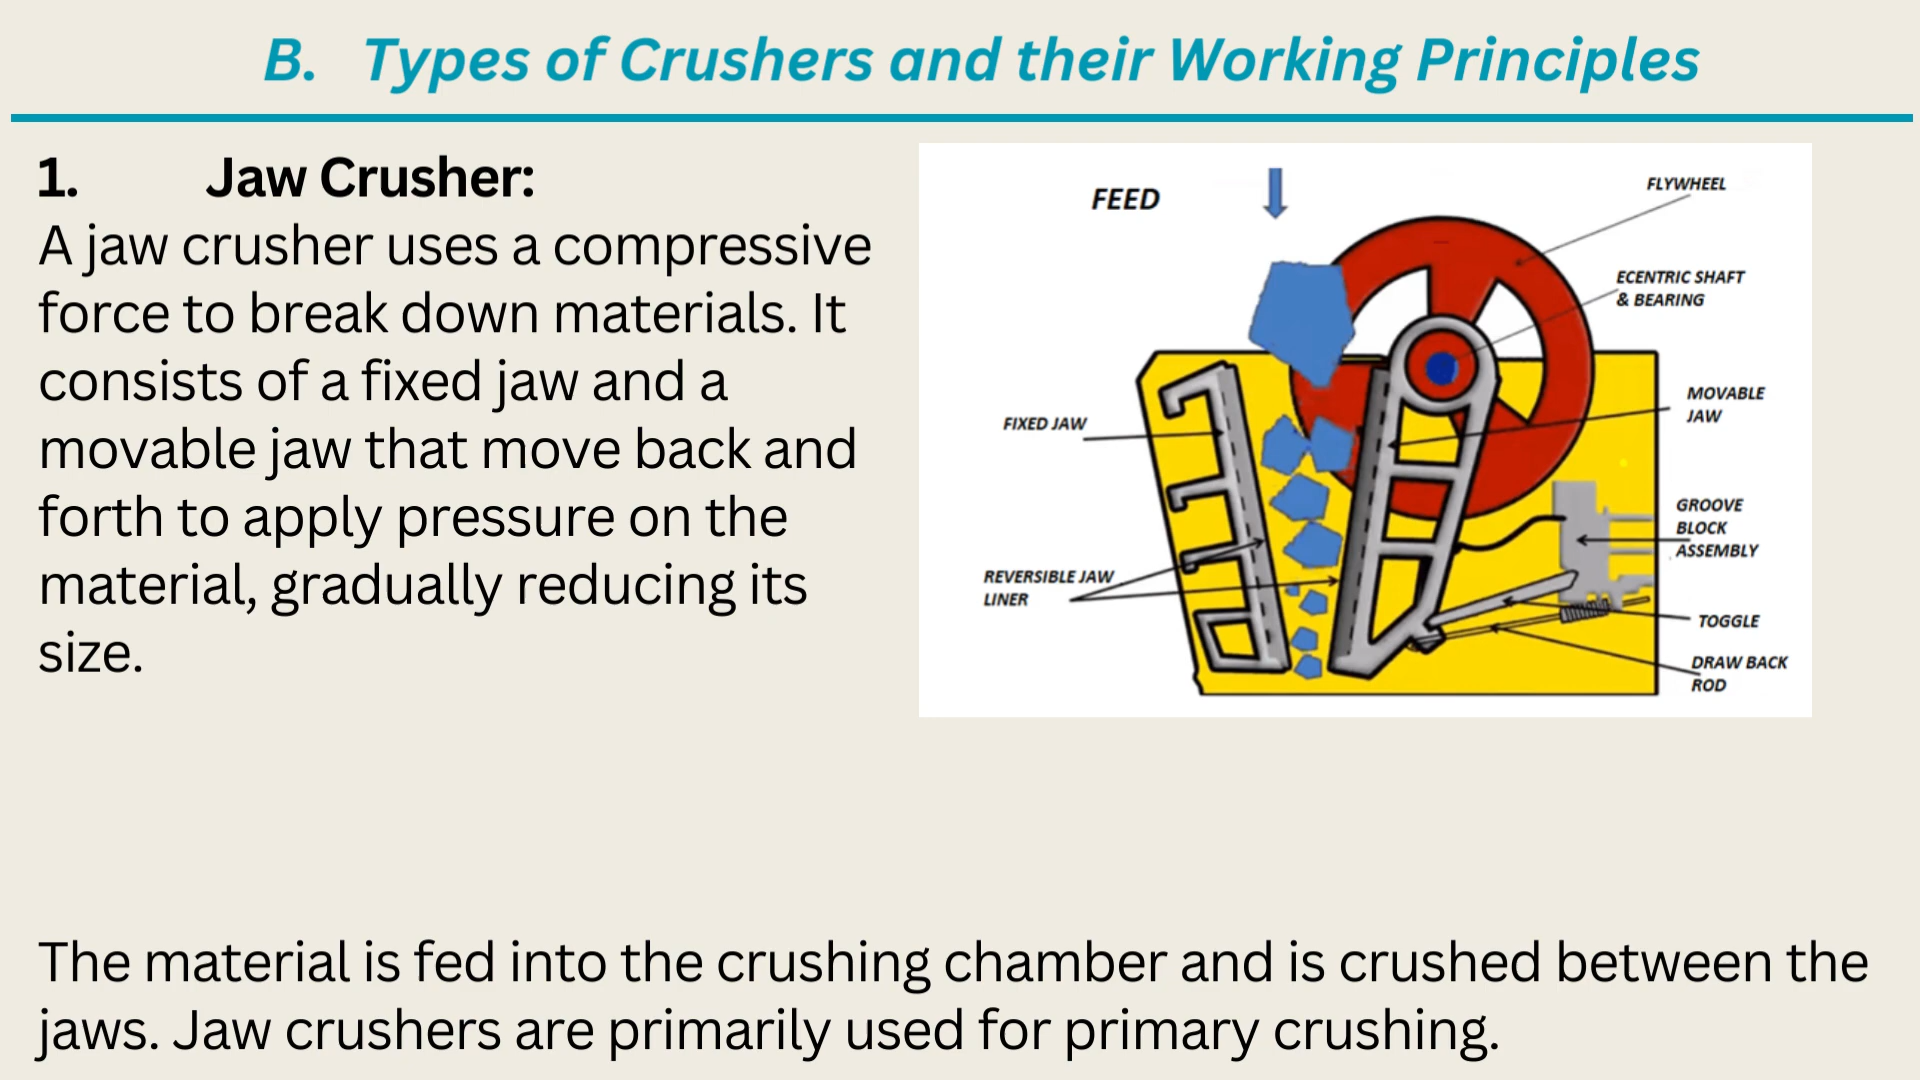 B. Types of Crushers and their Working Principles
1. Jaw Crusher:
A jaw crusher uses a compressive
force to break down materials. It
consists of a fixed jaw and a
movable jaw that move back and
forth to apply pressure on the
material, gradually reducing its
size.
FEED
FLYWHEEL
ECENTRIC SHAFT
& BEARING
MOVABLE
JAW
FIXED JAW
GROOVE
BLOCK
ASSEMBLY
REVERSIBLE JAW
LINER
TOGGLE
DRAW BACK
ROD
The material is fed into the crushing chamber and is crushed between the
jaws. Jaw crushers are primarily used for primary crushing.